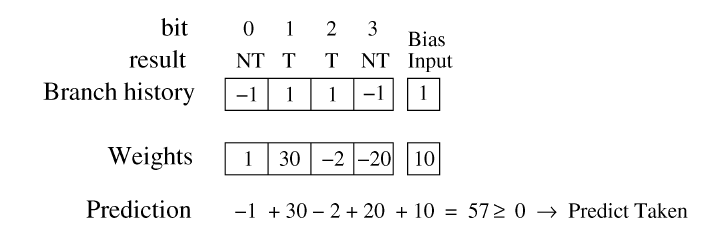 bit 0 1 2 3 Bias
result NT T T NT Input
Branch history −1 1 1 −1 1
Weights 1 30 −2 −20 10
Prediction −1 + 30 − 2 + 20 + 10 = 57 ≥ 0 → Predict Taken